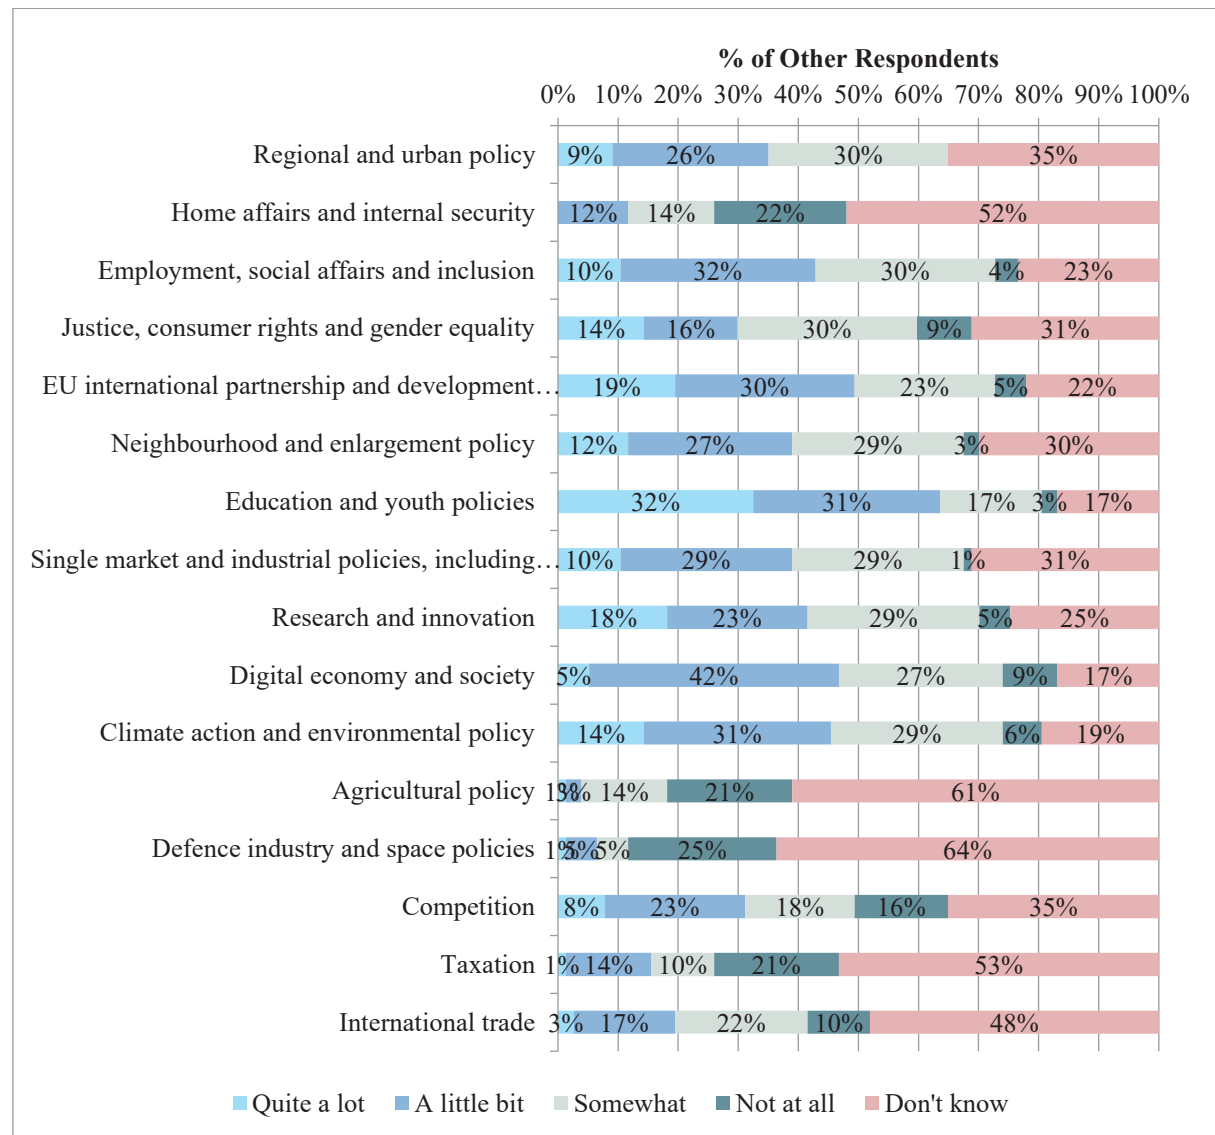 % of Other Respondents
0% 10% 20% 30% 40% 50% 60% 70% 80% 90% 100%
Regional and urban policy 9% 26% 30% 35%
Home affairs and internal security 12% 14% 22% 52%
Employment, social affairs and inclusion 10% 32% 30% 4% 23%
Justice, consumer rights and gender equality 14% 16% 30% 9% 31%
EU international partnership and development… 19% 30% 23% 5% 22%
Neighbourhood and enlargement policy 12% 27% 29% 3% 30%
Education and youth policies 32% 31% 17% 3% 17%
Single market and industrial policies, including… 10% 29% 29% 1% 31%
Research and innovation 18% 23% 29% 5% 25%
Digital economy and society 5% 42% 27% 9% 17%
Climate action and environmental policy 14% 31% 29% 6% 19%
Agricultural policy 1% 3% 14% 21% 61%
Defence industry and space policies 1% 5% 5% 25% 64%
Competition 8% 23% 18% 16% 35%
Taxation 1% 14% 10% 21% 53%
International trade 3% 17% 22% 10% 48%
Quite a lot A little bit Somewhat Not at all Don't know